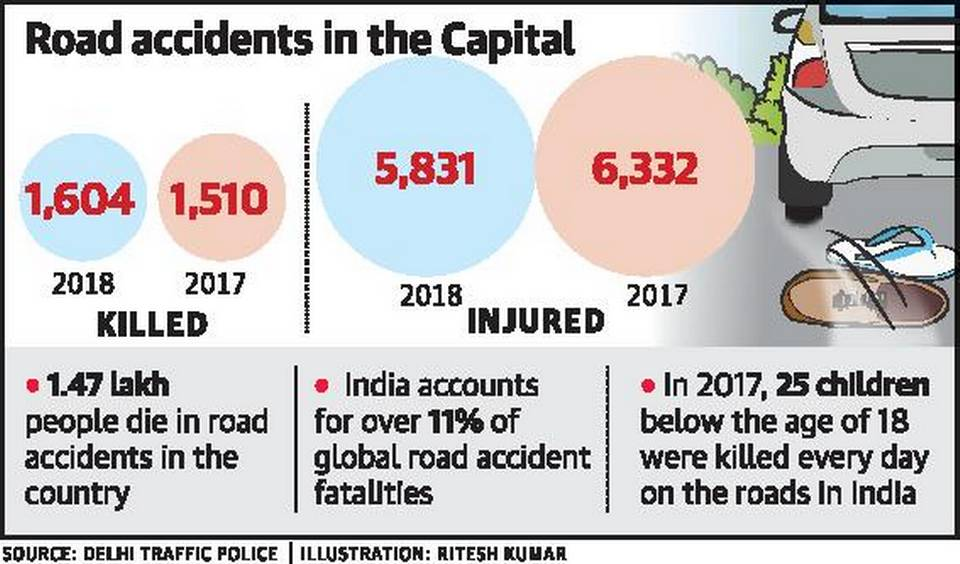 Road accidents in the Capital
1,604
1,510
2018
2017
KILLED
5,831
6,332
2018
2017
INJURED
• 1.47 lakh
people die in road
accidents in the
country
• India accounts
for over 11% of
global road accident
fatalities
• In 2017, 25 children
below the age of 18
were killed every day
on the roads in India
SOURCE: DELHI TRAFFIC POLICE | ILLUSTRATION: RITESH KUMAR